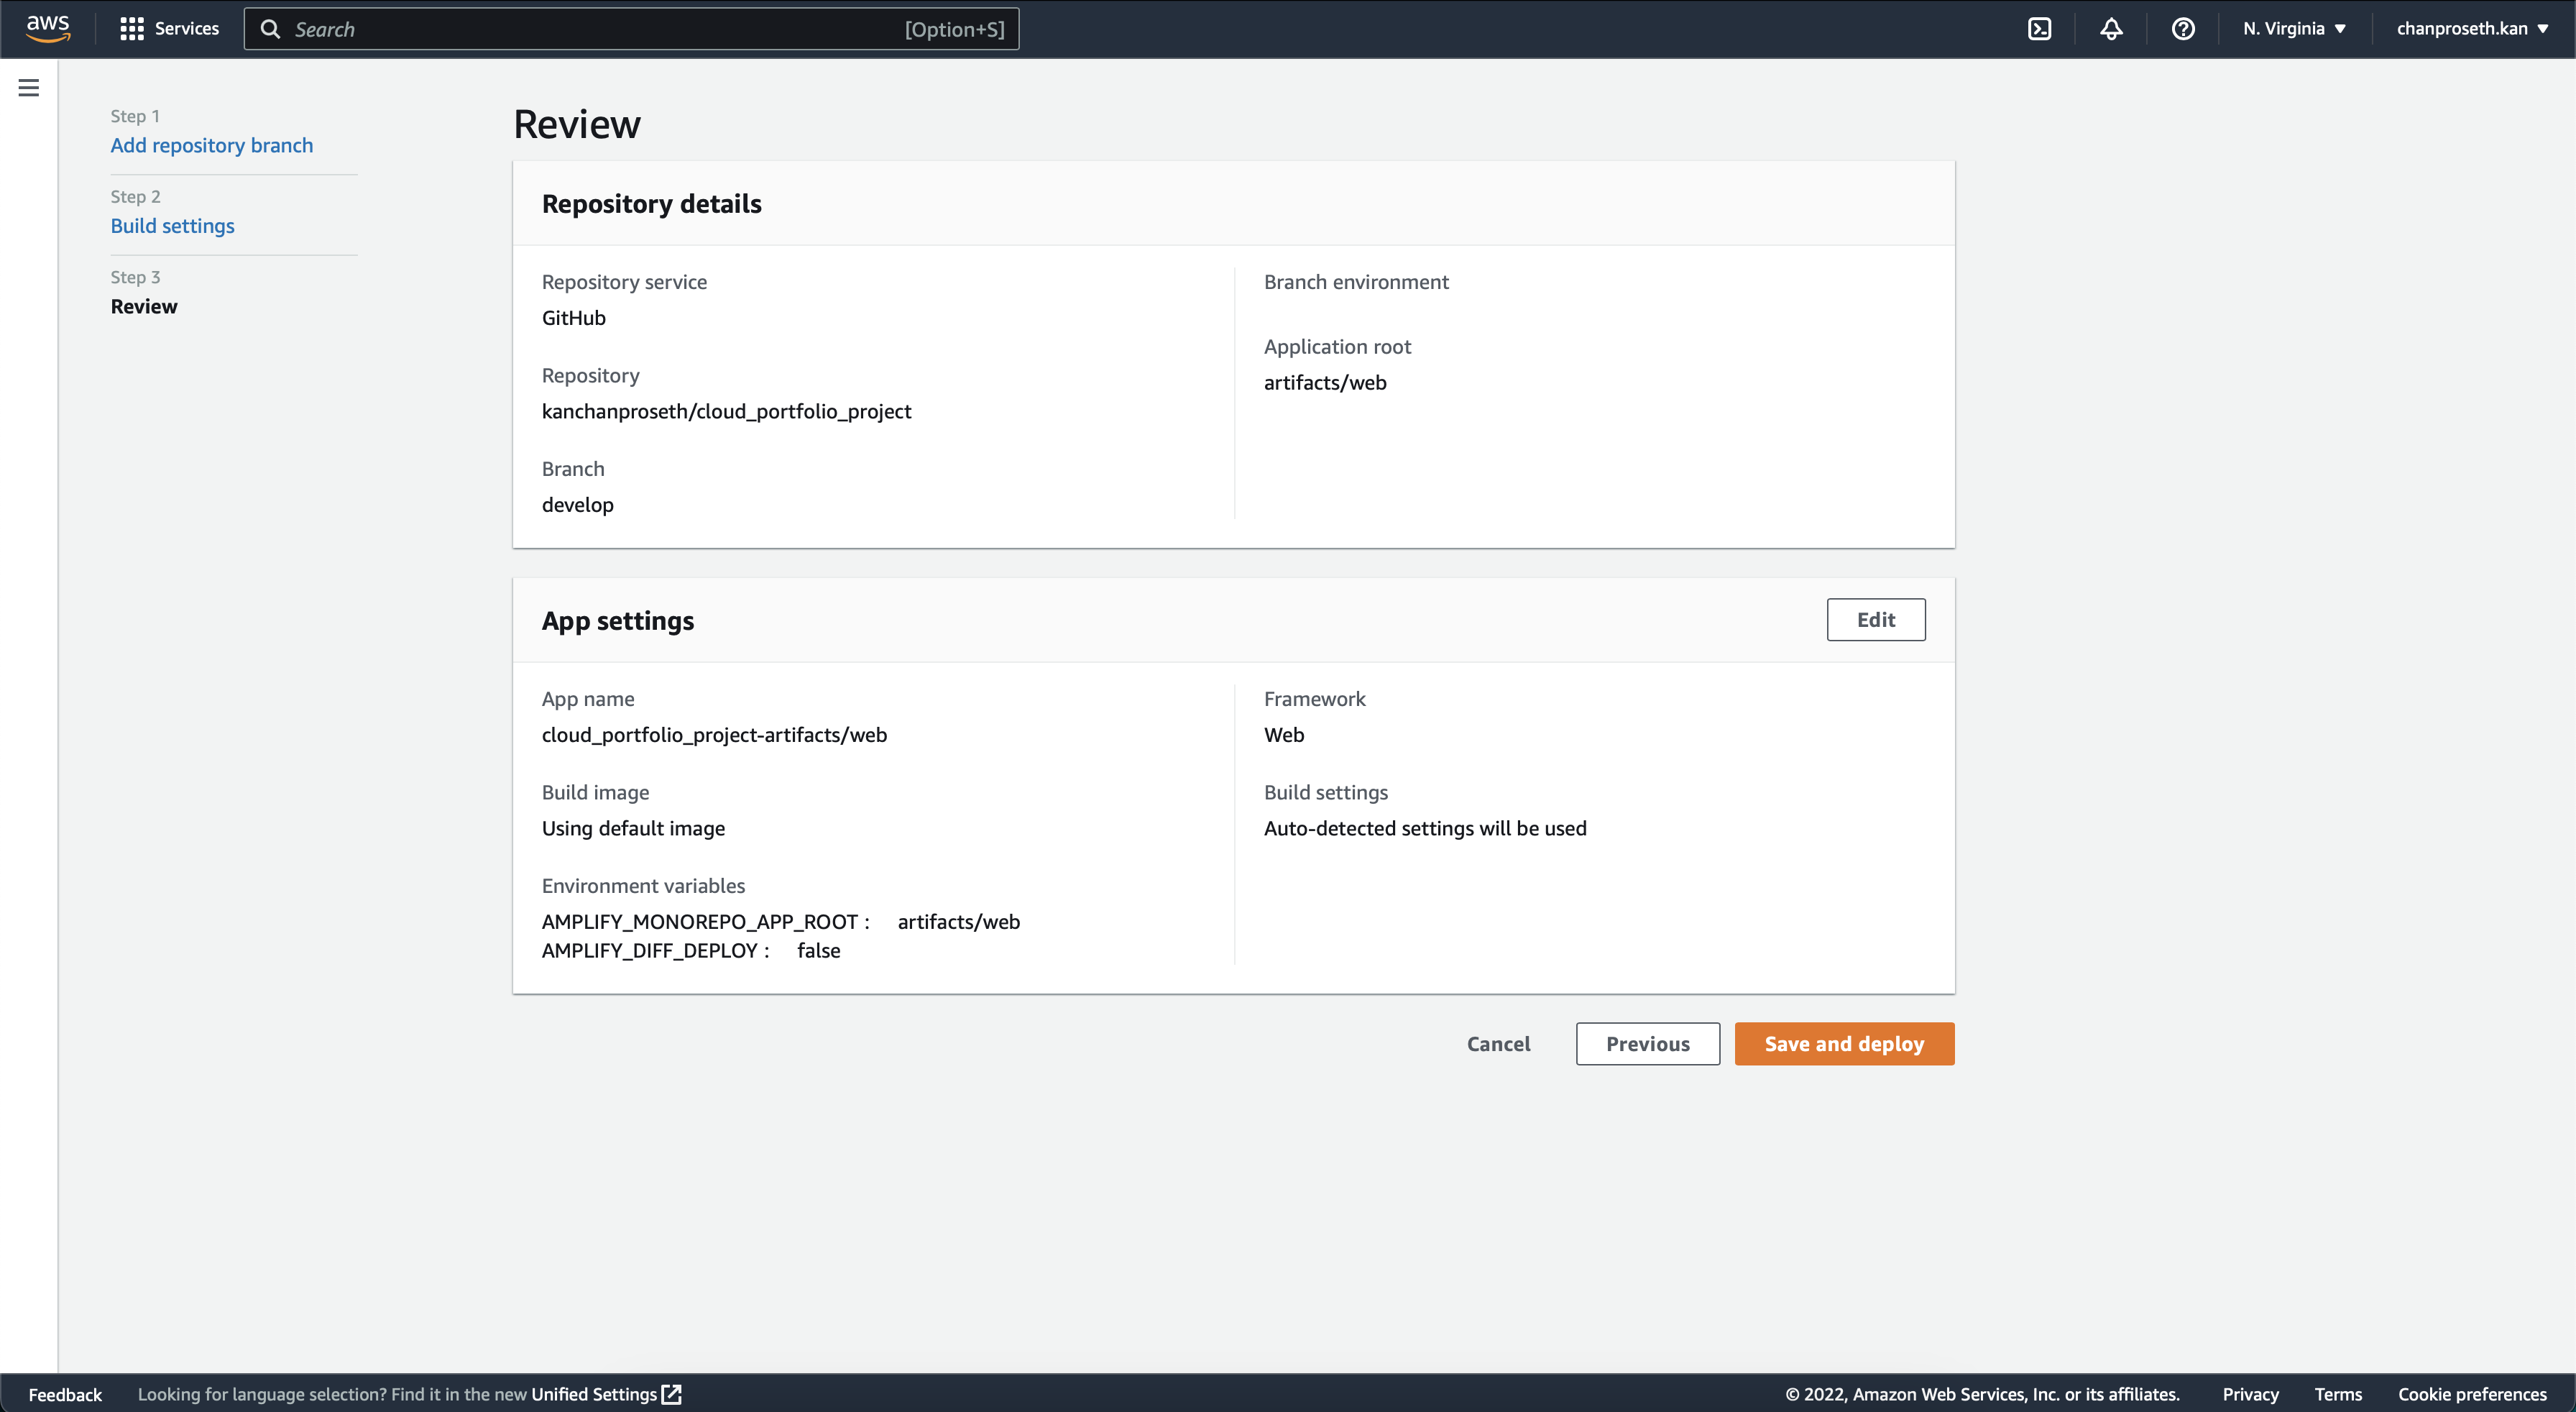 aws
Services
Search
[Option+S]
N. Virginia
chanproseth.kan
Step 1
Add repository branch
Step 2
Build settings
Step 3
Review
Review
Repository details
Repository service
GitHub
Repository
kanchanproseth/cloud_portfolio_project
Branch
develop
Branch environment
Application root
artifacts/web
App settings
Edit
App name
cloud_portfolio_project-artifacts/web
Build image
Using default image
Environment variables
AMPLIFY_MONOREPO_APP_ROOT : artifacts/web
AMPLIFY_DIFF_DEPLOY : false
Framework
Web
Build settings
Auto-detected settings will be used
Cancel
Previous
Save and deploy
Feedback
Looking for language selection? Find it in the new Unified Settings
© 2022, Amazon Web Services, Inc. or its affiliates.
Privacy
Terms
Cookie preferences